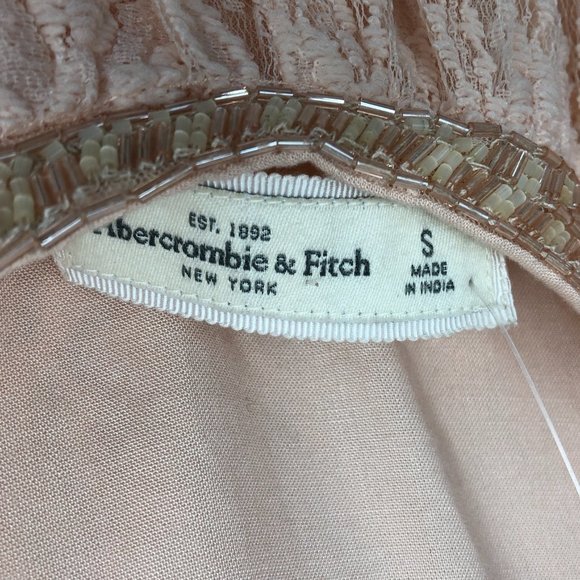 EST. 1892
Abercrombie & Fitch
NEW YORK
S
MADE
IN INDIA